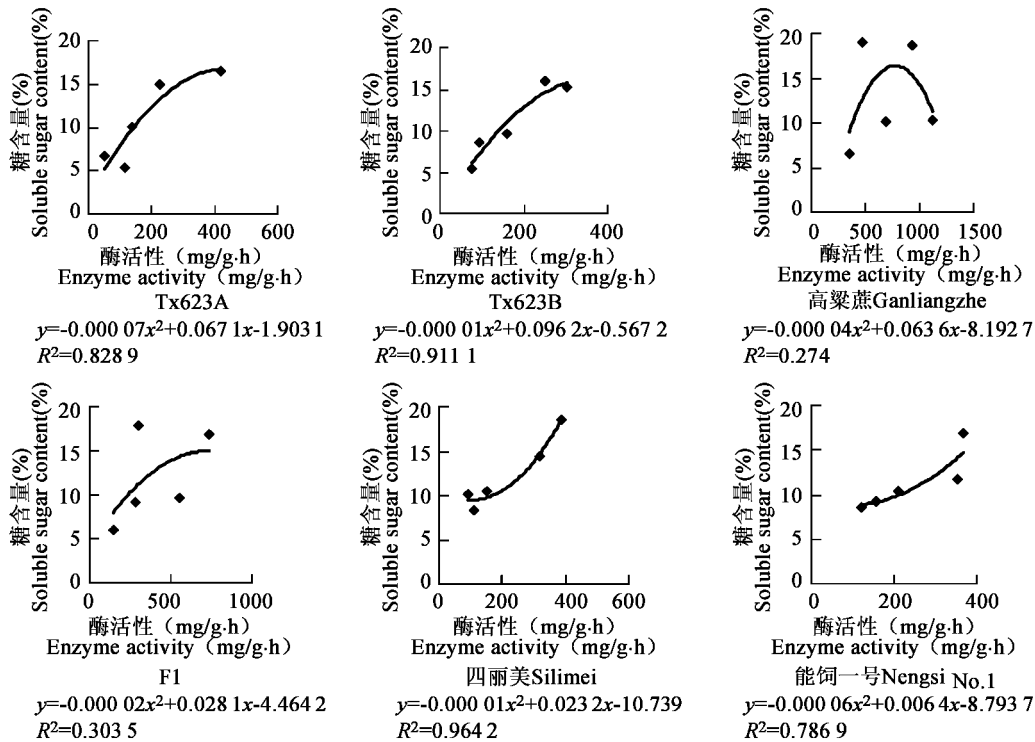 糖含量(%)
Soluble sugar content(%)
20
15
10
5
0
0 200 400 600
酶活性（mg/g·h）
Enzyme activity（mg/g·h）
Tx623A
y=-0.000 07x²+0.067 1x-1.903 1
R²=0.828 9
糖含量(%)
Soluble sugar content(%)
20
15
10
5
0
0 200 400
酶活性（mg/g·h）
Enzyme activity（mg/g·h）
Tx623B
y=-0.000 01x²+0.096 2x-0.567 2
R²=0.911 1
糖含量(%)
Soluble sugar content(%)
20
15
10
5
0
0 500 1000 1500
酶活性（mg/g·h）
Enzyme activity（mg/g·h）
高粱蔗Ganliangzhe
y=-0.000 04x²+0.063 6x-8.192 7
R²=0.274
糖含量(%)
Soluble sugar content(%)
20
15
10
5
0
0 500 1000
酶活性（mg/g·h）
Enzyme activity（mg/g·h）
F1
y=-0.000 02x²+0.028 1x-4.464 2
R²=0.303 5
糖含量(%)
Soluble sugar content(%)
20
15
10
5
0
0 200 400 600
酶活性（mg/g·h）
Enzyme activity（mg/g·h）
四丽美Silimei
y=-0.000 01x²+0.023 2x-10.739
R²=0.964 2
糖含量(%)
Soluble sugar content(%)
20
15
10
5
0
0 200 400 600
酶活性（mg/g·h）
Enzyme activity（mg/g·h）
能饲一号Nengsi No.1
y=-0.000 06x²+0.006 4x-8.793 7
R²=0.786 9